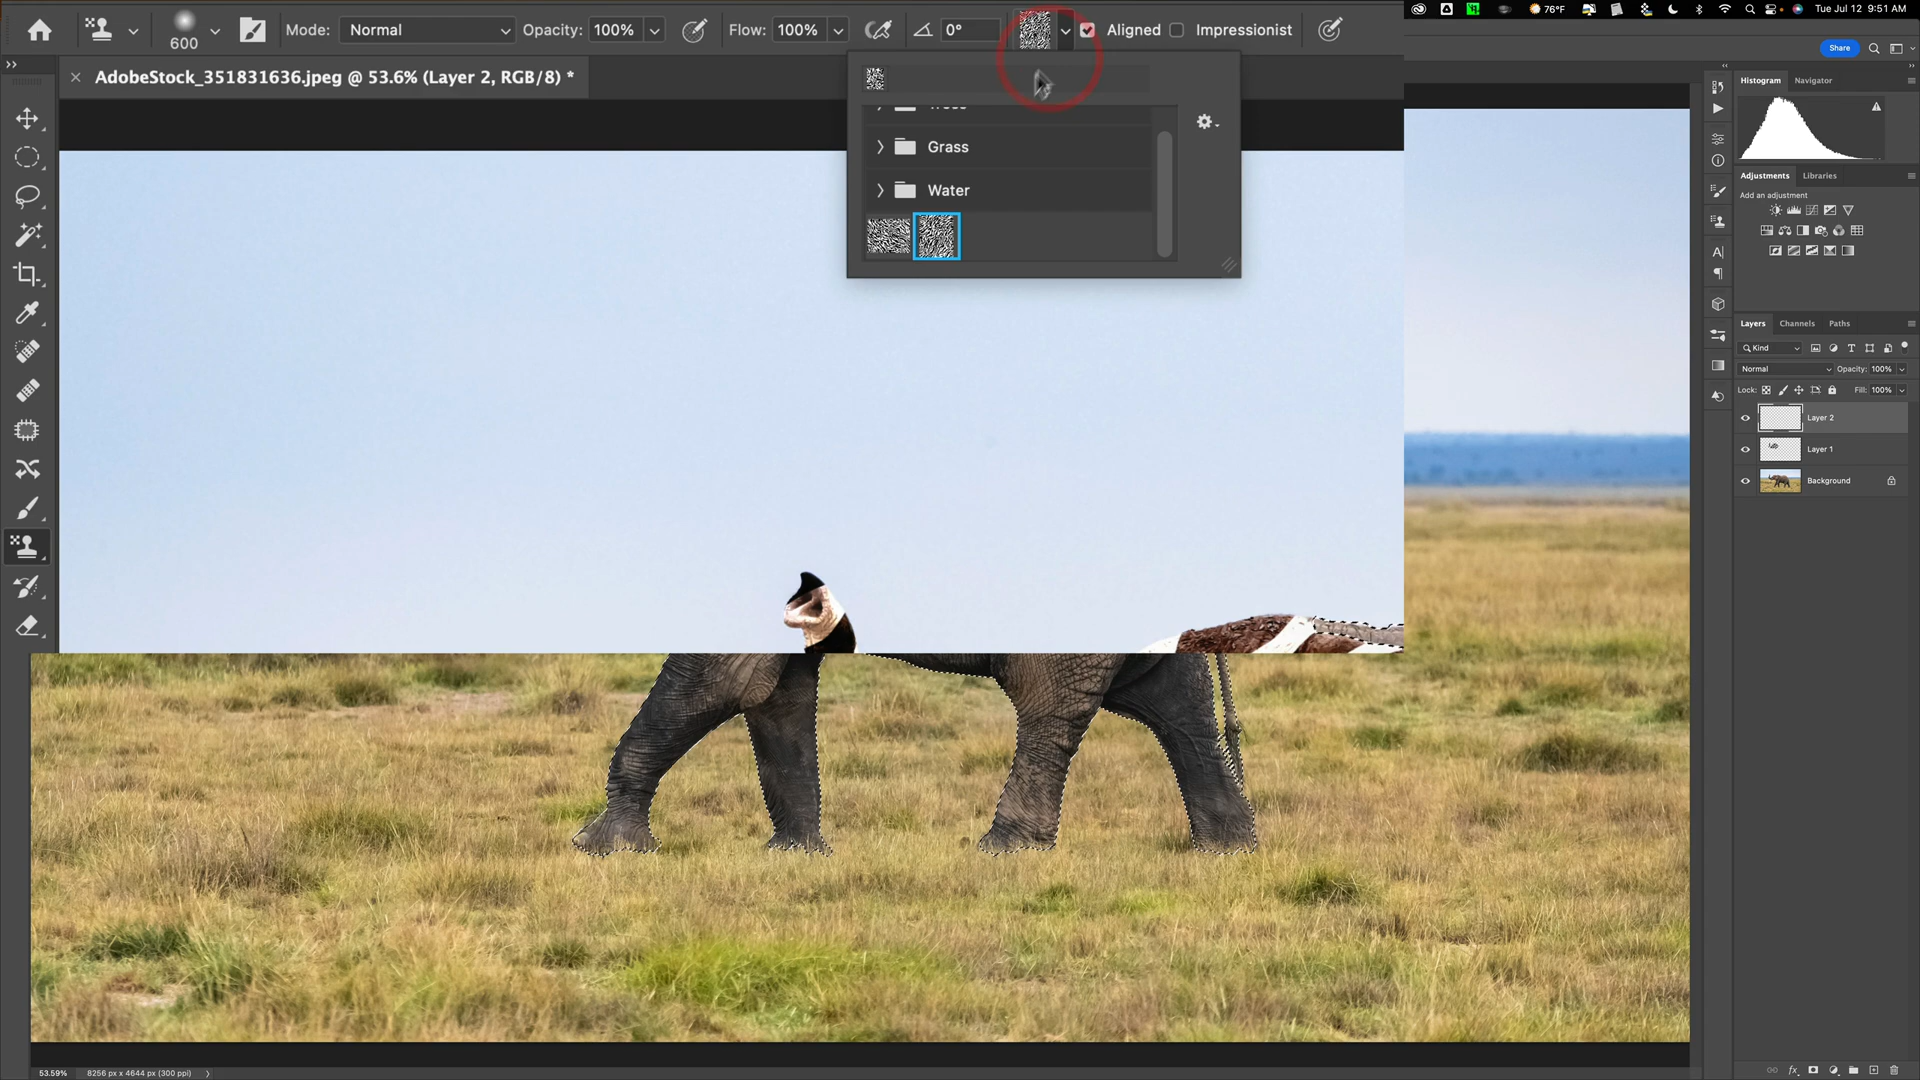 76°F Tue Jul 12 9:51 AM
600 Mode: Normal Opacity: 100% Flow: 100% 0° Aligned Impressionist
Share
× AdobeStock_351831636.jpeg @ 53.6% (Layer 2, RGB/8) *
Histogram Navigator
Grass
Water
Adjustments Libraries
Add an adjustment
Layers Channels Paths
Kind
Normal Opacity: 100%
Lock: Fill: 100%
Layer 2
Layer 1
Background
53.59% 8256 px x 4644 px (300 ppi)